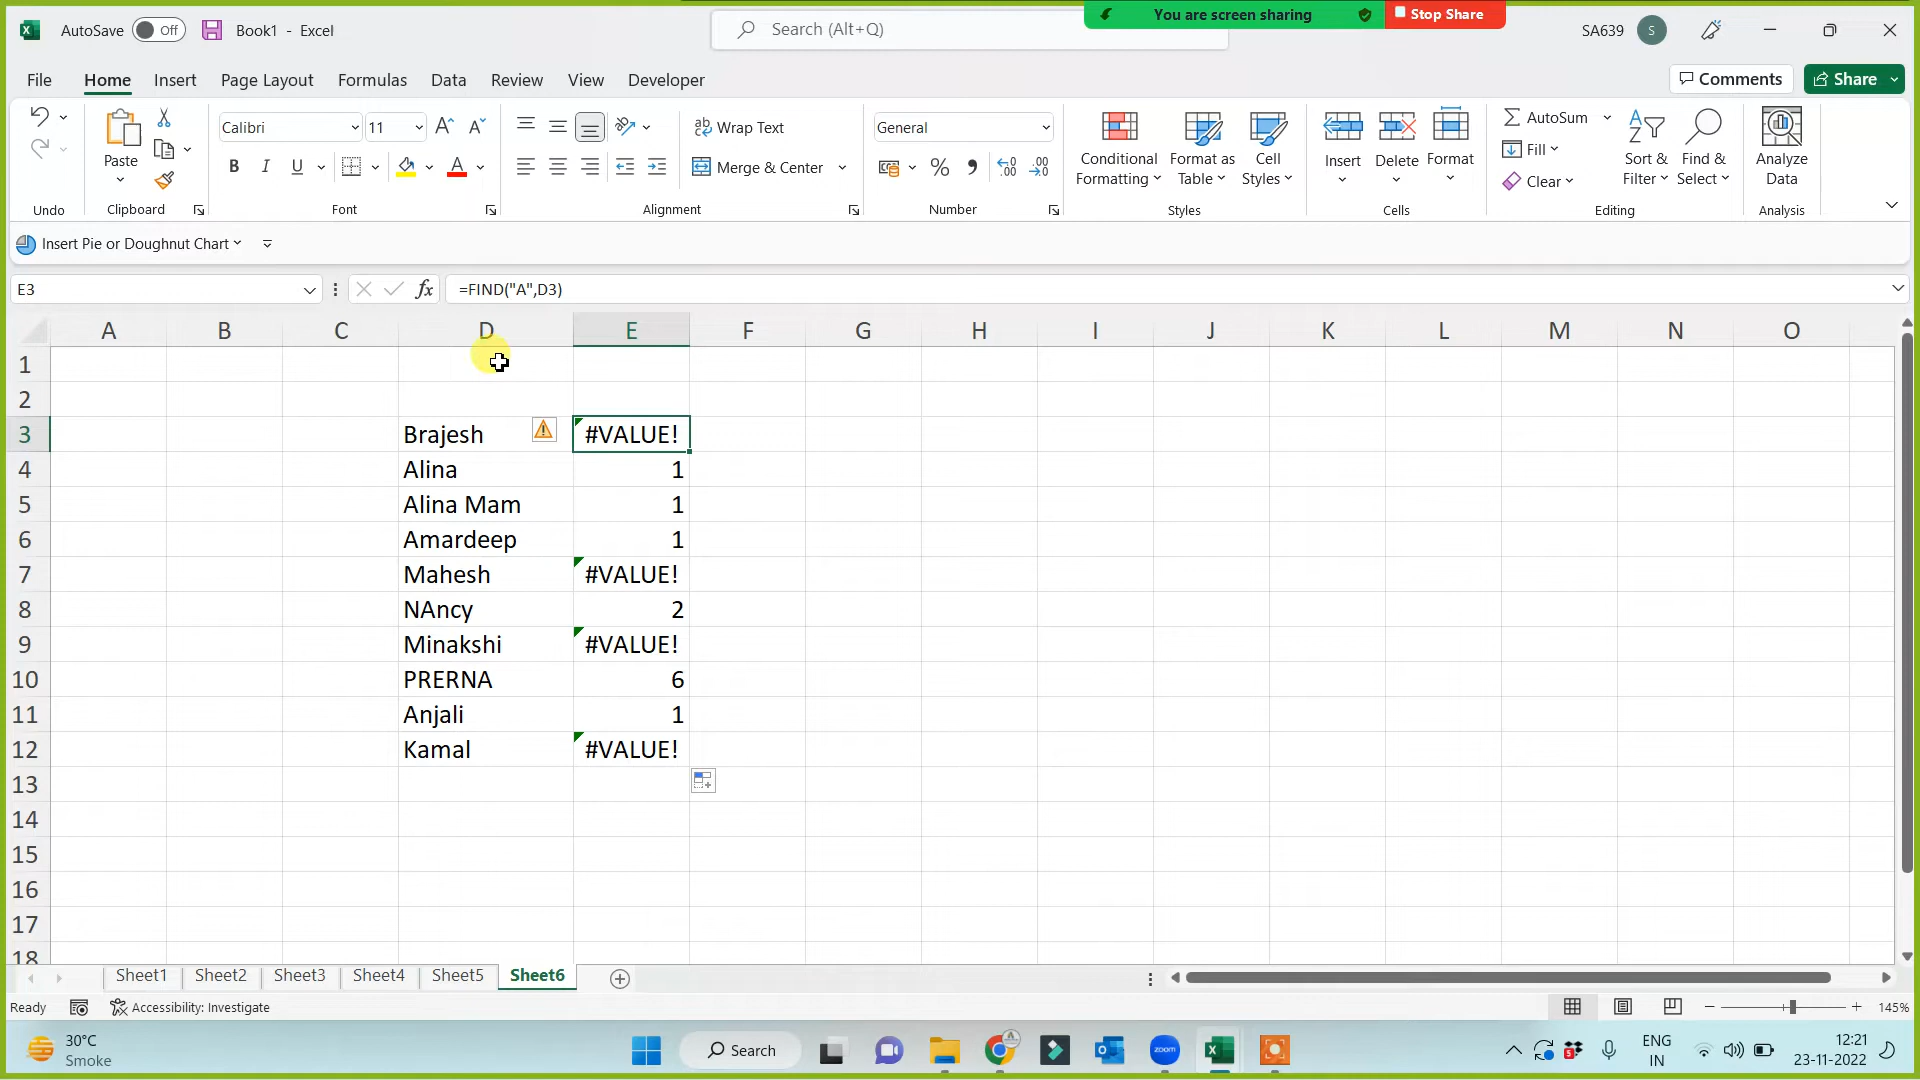 You are screen sharing Stop Share
AutoSave Off Book1 - Excel Search (Alt+Q) SA639 S
File Home Insert Page Layout Formulas Data Review View Developer Comments Share
Calibri 11 Wrap Text General AutoSum
Paste Conditional Formatting Format as Table Cell Styles Insert Delete Format Fill Sort & Filter Find & Select Analyze Data
B I U Merge & Center % Clear
Undo Clipboard Font Alignment Number Styles Cells Editing Analysis
Insert Pie or Doughnut Chart
E3 fx =FIND("A",D3)
A B C D E F G H I J K L M N O
1
2
3 Brajesh #VALUE!
4 Alina 1
5 Alina Mam 1
6 Amardeep 1
7 Mahesh #VALUE!
8 NAncy 2
9 Minakshi #VALUE!
10 PRERNA 6
11 Anjali 1
12 Kamal #VALUE!
13
14
15
16
17
18
Sheet1 Sheet2 Sheet3 Sheet4 Sheet5 Sheet6
Ready Accessibility: Investigate 145%
30°C Search zoom ENG 12:21
Smoke IN 23-11-2022